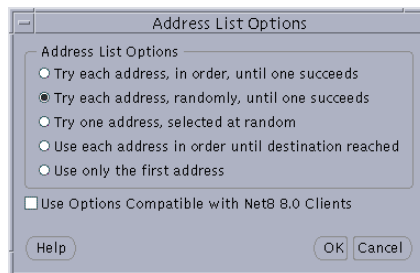 Address List Options
Address List Options
Try each address, in order, until one succeeds
Try each address, randomly, until one succeeds
Try one address, selected at random
Use each address in order until destination reached
Use only the first address
Use Options Compatible with Net8 8.0 Clients
Help OK Cancel